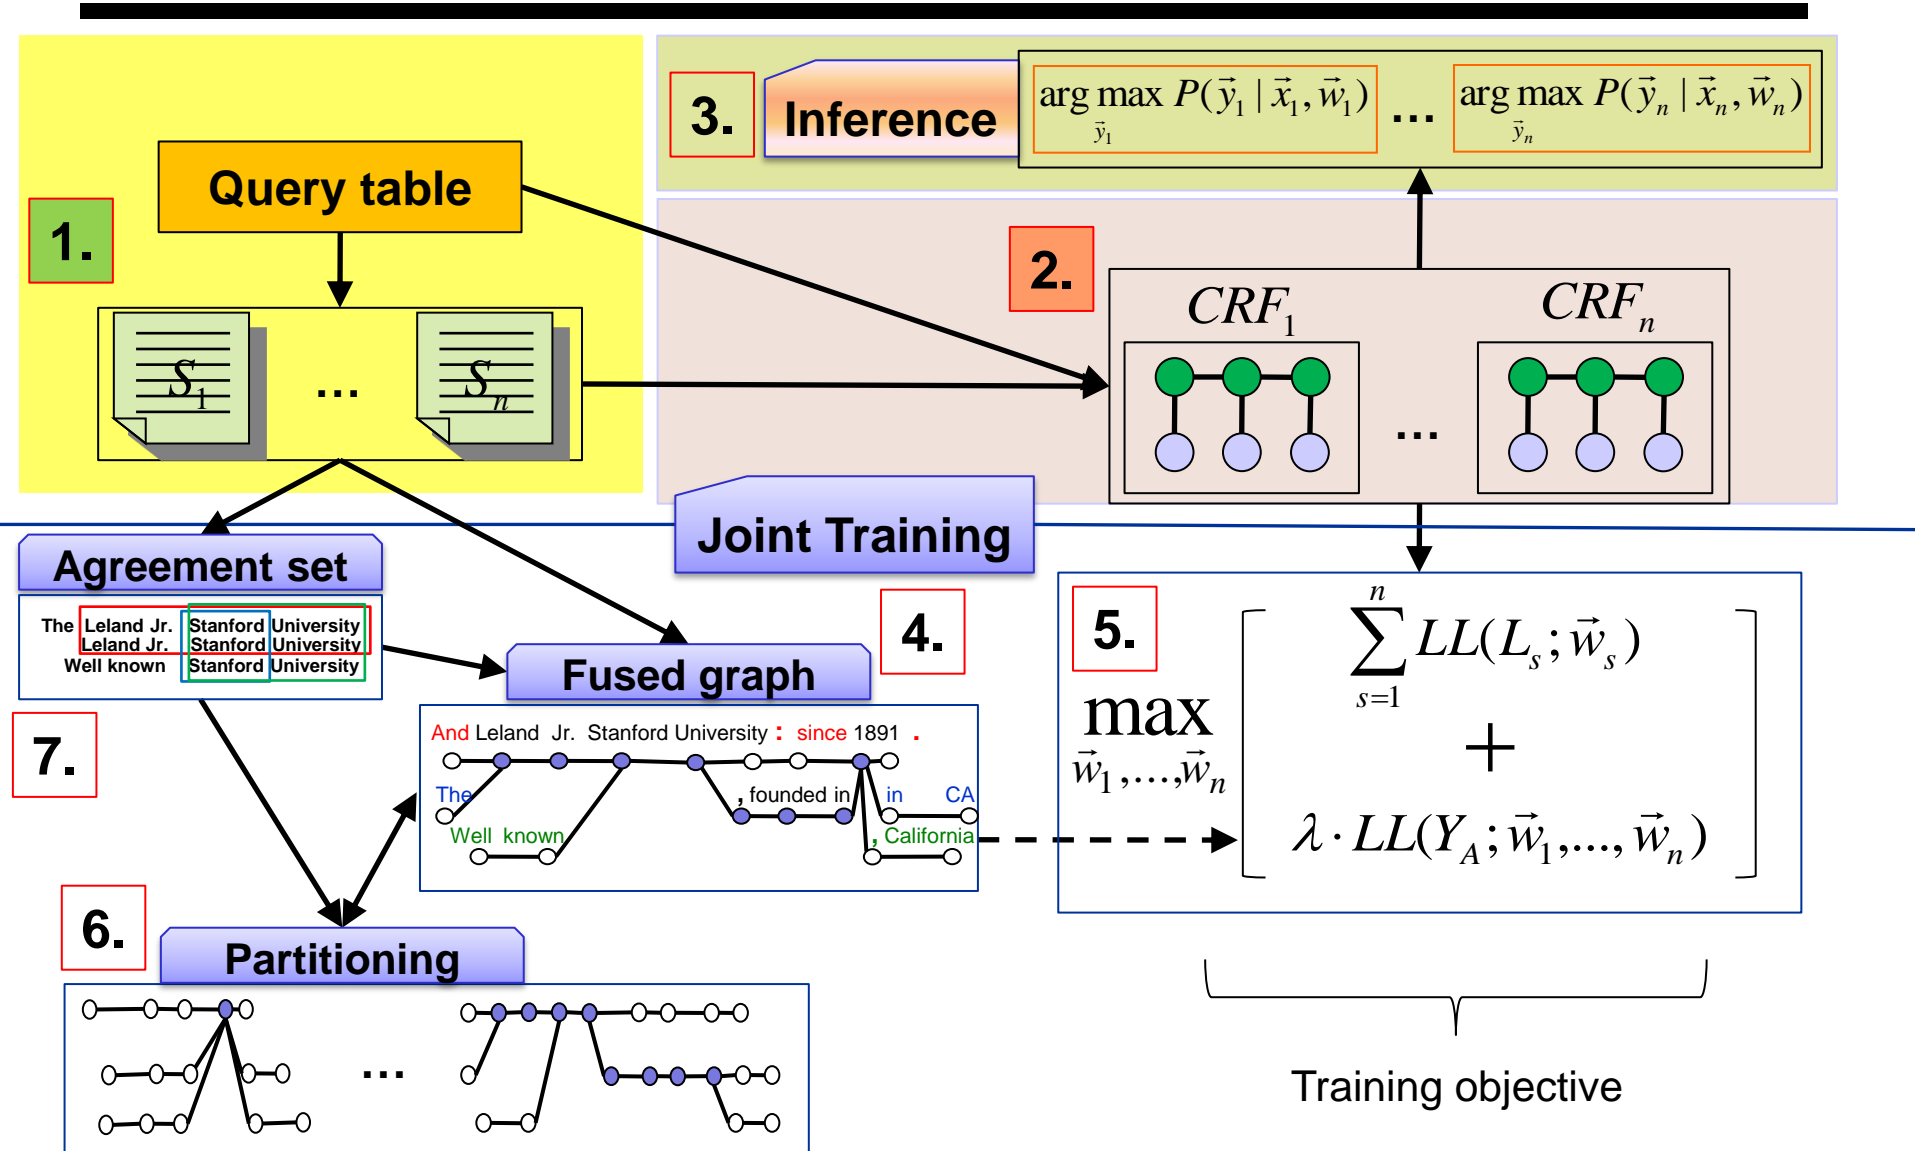 3.
Inference
arg max P(y⃗₁ | x⃗₁, w⃗₁)
y⃗₁
...
arg max P(y⃗ₙ | x⃗ₙ, w⃗ₙ)
y⃗ₙ
Query table
1.
2.
S₁
...
Sₙ
CRF₁
CRFₙ
...
Joint Training
Agreement set
The Leland Jr. Stanford University
Leland Jr. Stanford University
Well known Stanford University
4.
Fused graph
And Leland Jr. Stanford University : since 1891 .
The , founded in in CA
Well known , California
5.
max
w⃗₁,...,w⃗ₙ
n
∑ LL(Lₛ; w⃗ₛ)
s=1
+
λ · LL(Y_A; w⃗₁,..., w⃗ₙ)
7.
6.
Partitioning
...
Training objective